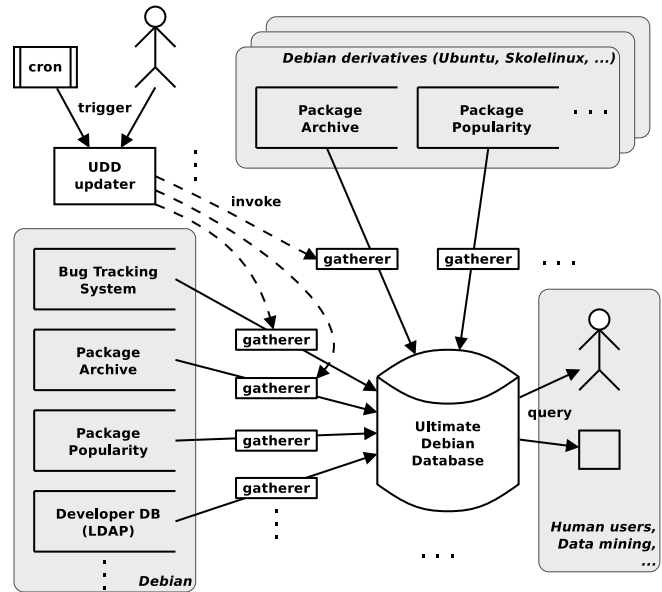 Debian derivatives (Ubuntu, Skolelinux, ...)
cron
trigger
Package
Archive
Package
Popularity
. . .
UDD
updater
invoke
gatherer
gatherer
. . .
Bug Tracking
System
gatherer
Package
Archive
gatherer
Package
Popularity
gatherer
Developer DB
(LDAP)
gatherer
Debian
Ultimate
Debian
Database
. . .
query
Human users,
Data mining,
...